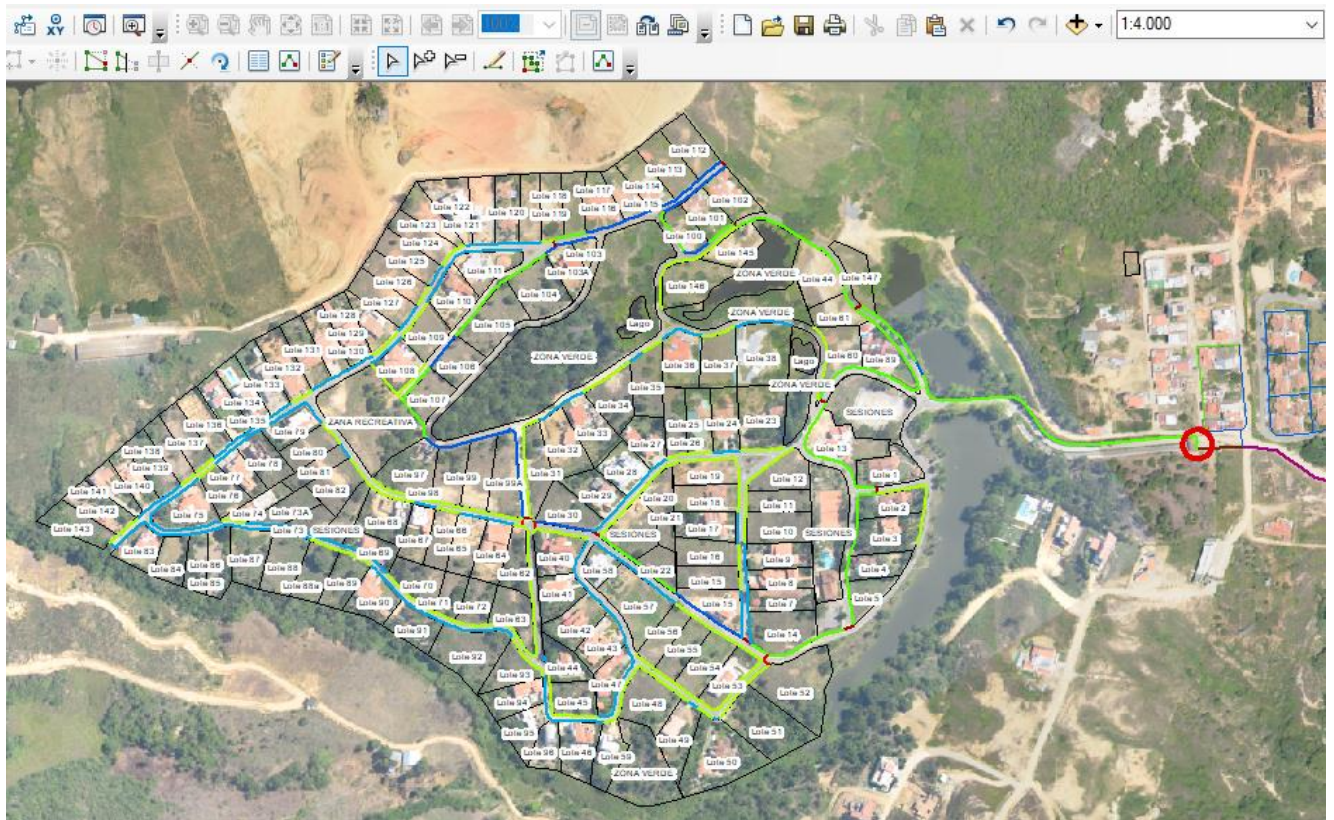 XY
1:1
100%
1:4.000
Lote 112
Lote 113
Lote 114
Lote 102
Lote 117
Lote 115
Lote 118
Lote 116
Lote 101
Lote 122
Lote 120
Lote 119
Lote 123
Lote 121
Lote 100
Lote 124
Lote 103
Lote 145
Lote 125
Lote 111
Lote 103A
ZONA VERDE
Lote 44
Lote 147
Lote 126
Lote 146
Lote 104
Lote 127
Lote 110
ZONA VERDE
Lote 128
Lote 61
Lote 129
Lago
Lote 105
Lote 109
Lote 131
Lote 130
ZONA VERDE
Lote 38
Lote 60
Lote 132
Lote 106
Lote 36
Lote 37
Lago
Lote 108
Lote 133
ZONA VERDE
Lote 35
Lote 107
Lote 134
Lote 34
SESIONES
Lote 136
Lote 135
ZANA RECREATIVA
Lote 25
Lote 24
Lote 23
Lote 79
Lote 33
Lote 137
Lote 27
Lote 26
Lote 138
Lote 80
Lote 32
Lote 13
Lote 78
Lote 139
Lote 81
Lote 28
Lote 97
Lote 31
Lote 1
Lote 140
Lote 77
Lote 99
Lote 19
Lote 12
Lote 141
Lote 82
Lote 99A
Lote 76
Lote 98
Lote 29
Lote 20
Lote 2
Lote 142
Lote 18
Lote 11
Lote 75
Lote 74
Lote 73A
Lote 30
Lote 21
Lote 143
Lote 73
SESIONES
Lote 68
Lote 66
Lote 17
Lote 10
SESIONES
SESIONES
Lote 67
Lote 3
Lote 83
Lote 65
Lote 64
Lote 69
Lote 40
Lote 16
Lote 9
Lote 87
Lote 84
Lote 86
Lote 88
Lote 58
Lote 22
Lote 4
Lote 62
Lote 85
Lote 15
Lote 8
Lote 88a
Lote 70
Lote 41
Lote 90
Lote 71
Lote 72
Lote 57
Lote 15
Lote 7
Lote 63
Lote 5
Lote 91
Lote 42
Lote 56
Lote 14
Lote 43
Lote 55
Lote 92
Lote 44
Lote 54
Lote 93
Lote 47
Lote 53
Lote 52
Lote 94
Lote 45
Lote 48
Lote 95
Lote 51
Lote 49
Lote 96
Lote 46
Lote 59
Lote 50
ZONA VERDE